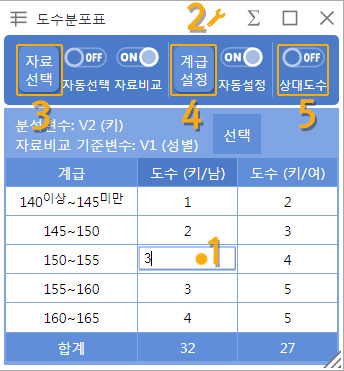 도수분포표 2 Σ
자료 선택 OFF 자동선택 ON 자료비교 계급 설정 ON 자동설정 OFF 상대도수
3 4 5
분석변수: V2 (키)
자료비교 기준변수: V1 (성별) 선택
계급 도수 (키/남) 도수 (키/여)
140이상~145미만 1 2
145~150 2 3
150~155 3 1 4
155~160 3 5
160~165 4 5
합계 32 27